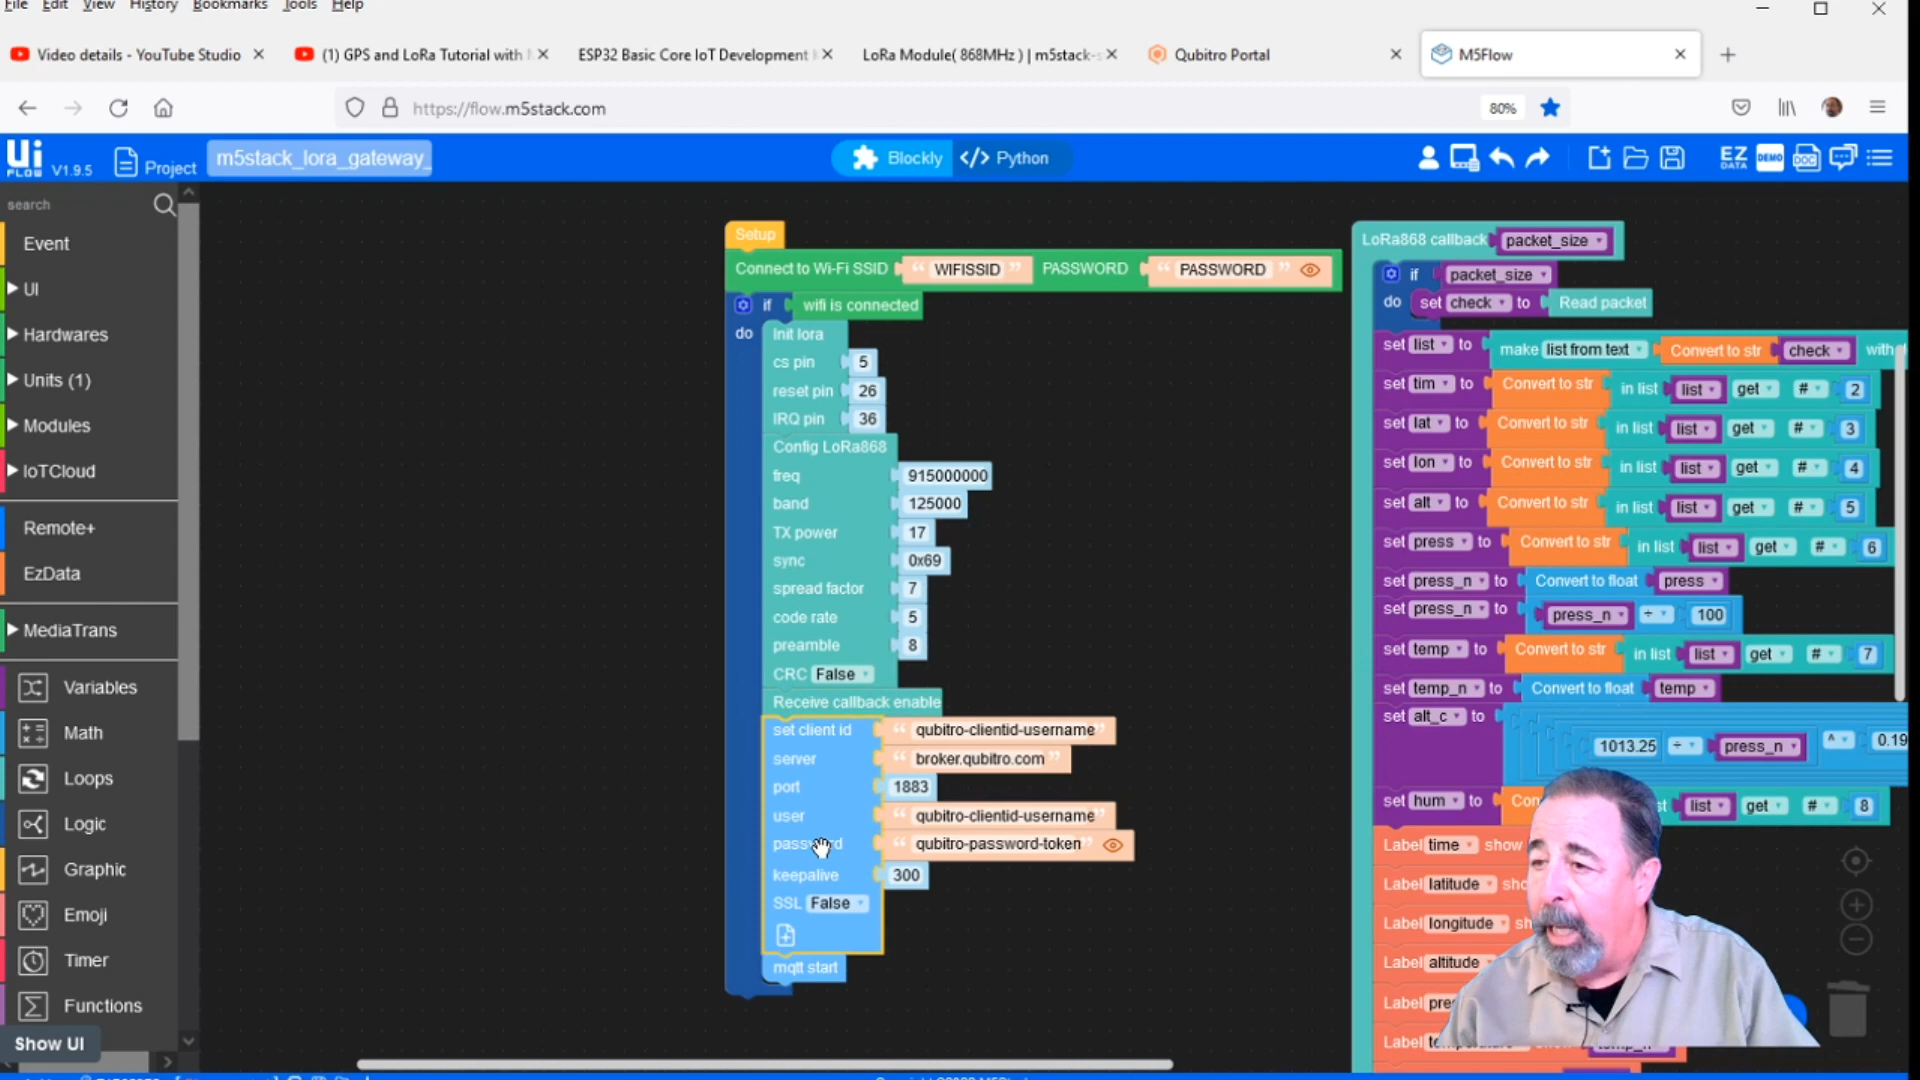 File Edit View History Bookmarks Tools Help
Video details - YouTube Studio
(1) GPS and LoRa Tutorial with
ESP32 Basic Core IoT Development
LoRa Module( 868MHz ) | m5stack-
Qubitro Portal
M5Flow
https://flow.m5stack.com
80%
Ui
FLOW
V1.9.5
Project
m5stack_lora_gateway_
Blockly
</> Python
EZ
DATA
DEMO
DOC
search
Event
UI
Hardwares
Units (1)
Modules
IoTCloud
Remote+
EzData
MediaTrans
Variables
Math
Loops
Logic
Graphic
Emoji
Timer
Functions
Show UI
Setup
Connect to Wi-Fi SSID “ WIFISSID ” PASSWORD “ PASSWORD ”
if wifi is connected
do Init lora
cs pin 5
reset pin 26
IRQ pin 36
Config LoRa868
freq 915000000
band 125000
TX power 17
sync 0x69
spread factor 7
code rate 5
preamble 8
CRC False
Receive callback enable
set client id “ qubitro-clientid-username ”
server “ broker.qubitro.com ”
port 1883
user “ qubitro-clientid-username ”
password “ qubitro-password-token
keepalive 300
SSL False
mqtt start
LoRa868 callback packet_size
if packet_size
do set check to Read packet
set list to make list from text Convert to str check with
set tim to Convert to str in list list get # 2
set lat to Convert to str in list list get # 3
set lon to Convert to str in list list get # 4
set alt to Convert to str in list list get # 5
set press to Convert to str in list list get # 6
set press_n to Convert to float press
set press_n to press_n ÷ 100
set temp to Convert to str in list list get # 7
set temp_n to Convert to float temp
set alt_c to 1013.25 ÷ press_n ^ 0.19
set hum to list get # 8
Label time show
Label latitude
Label longitude
Label altitude
Label
Label